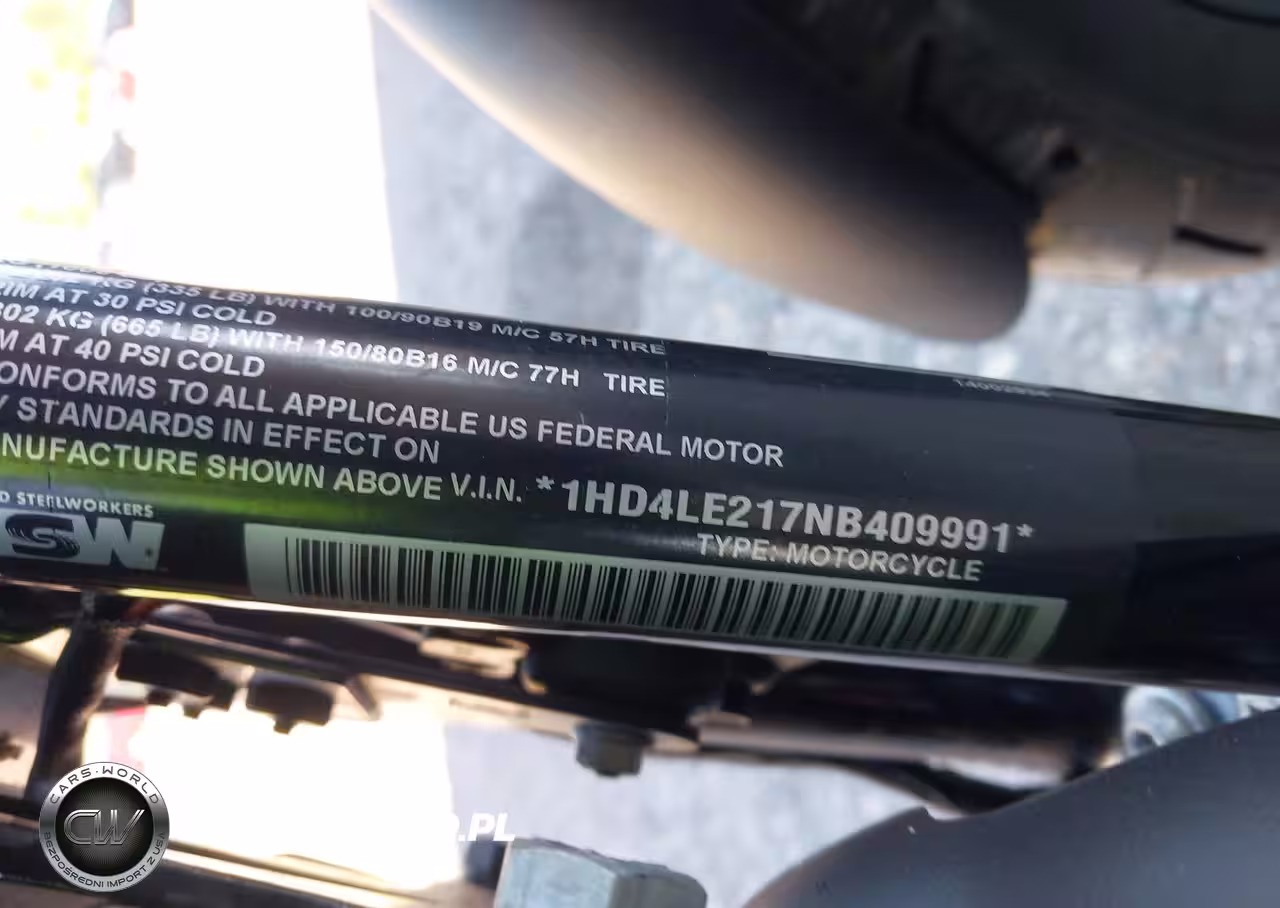 KG (335 LB) WITH 100/90B19 M/C 57H TIRE
RIM AT 30 PSI COLD
302 KG (665 LB) WITH 150/80B16 M/C 77H TIRE
M AT 40 PSI COLD
ONFORMS TO ALL APPLICABLE US FEDERAL MOTOR
Y STANDARDS IN EFFECT ON
NUFACTURE SHOWN ABOVE V.I.N. *1HD4LE217NB409991*
TYPE: MOTORCYCLE
D STEELWORKERS
SW
CARS-WORLD
CW
BEZPOŚREDNI IMPORT Z USA
.PL